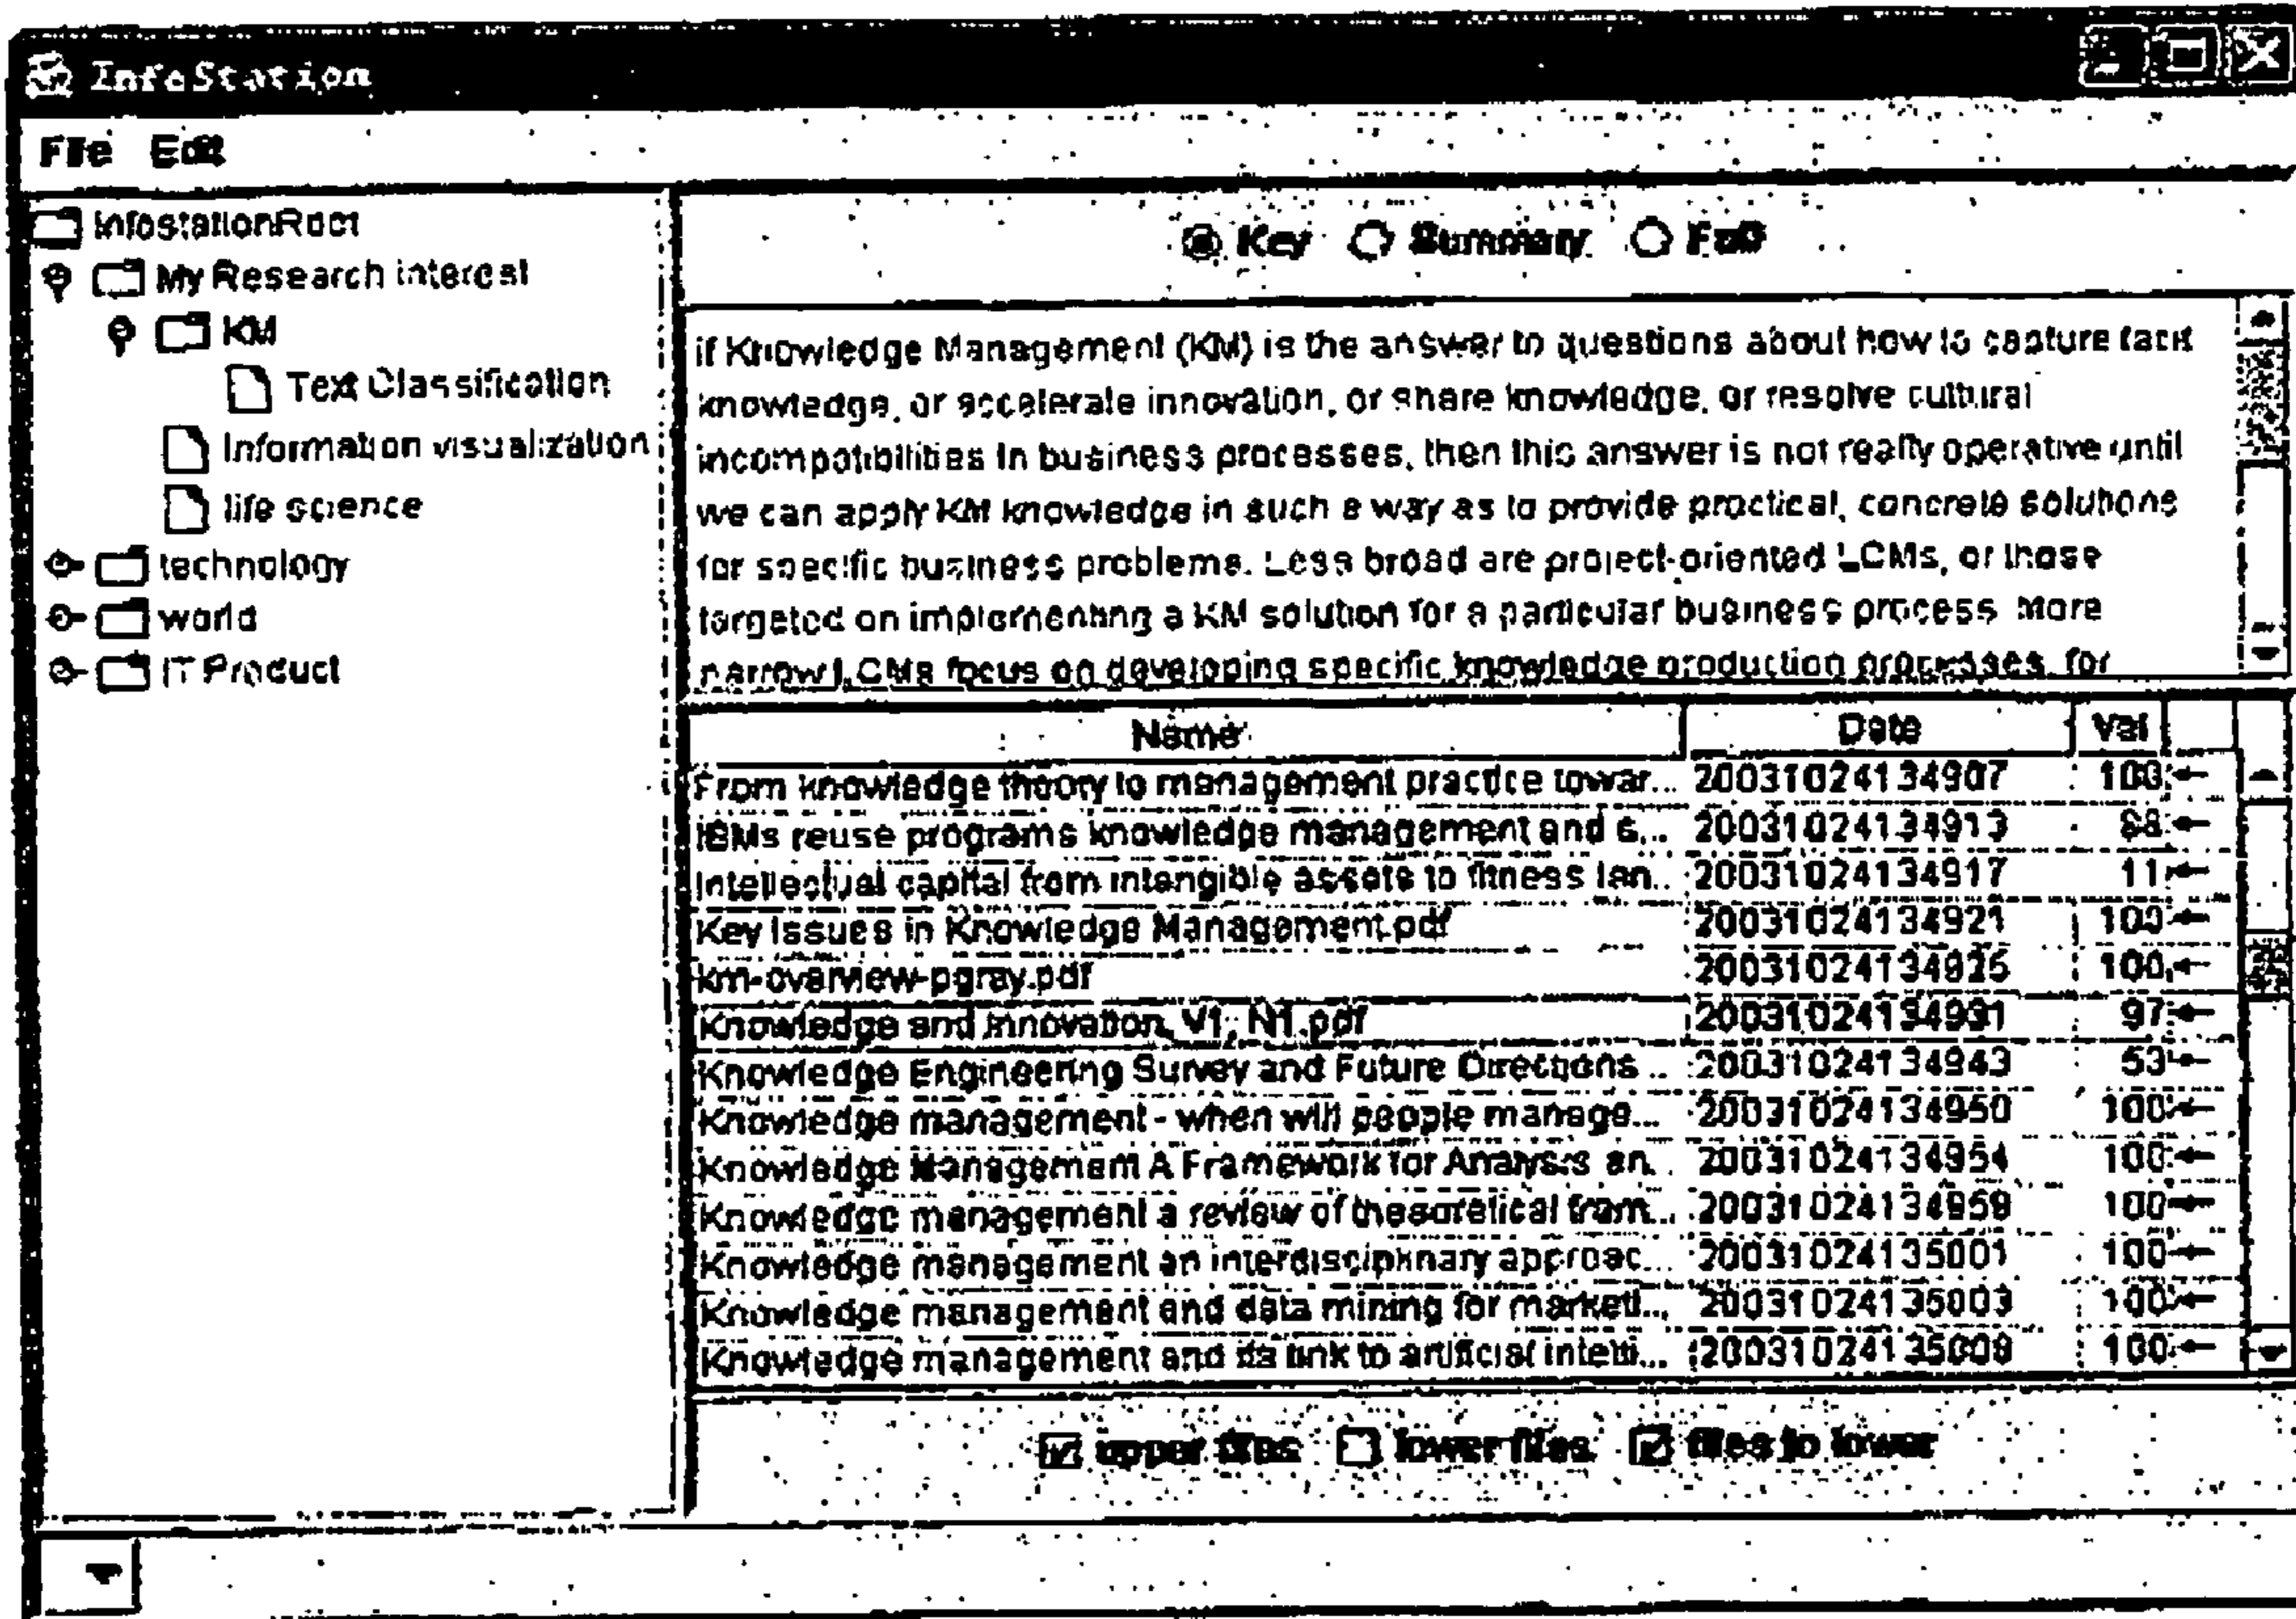 InfoStation
File Edit
InfostationRoot
My Research interest
KM
Text Classification
Information visualization
life science
technology
world
IT Product
Key Summary Full
if Knowledge Management (KM) is the answer to questions about how to capture tacit
knowledge, or accelerate innovation, or share knowledge, or resolve cultural
incompatibilities in business processes, then this answer is not really operative until
we can apply KM knowledge in such a way as to provide practical, concrete solutions
for specific business problems. Less broad are project-oriented LCMs, or those
targeted on implementing a KM solution for a particular business process More
narrow LCMs focus on developing specific knowledge production processes, for
Name Date Val
From knowledge theory to management practice towar... 20031024134907 100
IBMs reuse programs knowledge management and s... 20031024134913 88
Intellectual capital from intangible assets to fitness lan... 20031024134917 11
Key Issues in Knowledge Management.pdf 20031024134921 100
km-overview-pgray.pdf 20031024134925 100
Knowledge and Innovation, V1, N1.pdf 20031024134931 97
Knowledge Engineering Survey and Future Directions ... 20031024134943 53
Knowledge management - when will people manage... 20031024134950 100
Knowledge Management A Framework for Analysis an... 20031024134954 100
Knowledge management a review of thesoretical fram... 20031024134959 100
Knowledge management an interdisciplinary approac... 20031024135001 100
Knowledge management and data mining for marketi... 20031024135003 100
Knowledge management and its link to artificial intelli... 20031024135009 100
upper files lower files files to lower